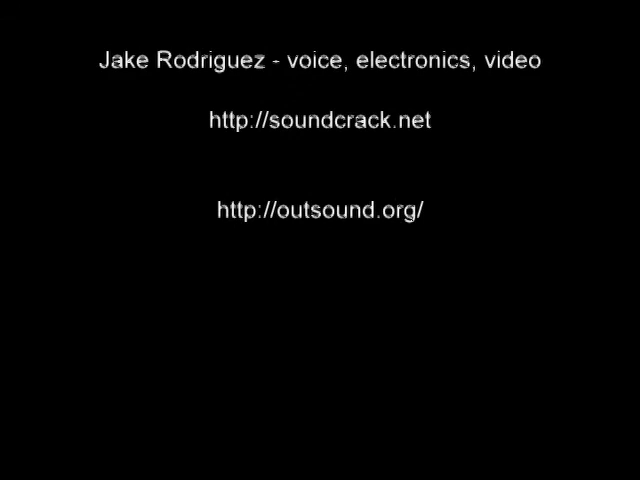 Jake Rodriguez - voice, electronics, video
http://soundcrack.net
http://outsound.org/